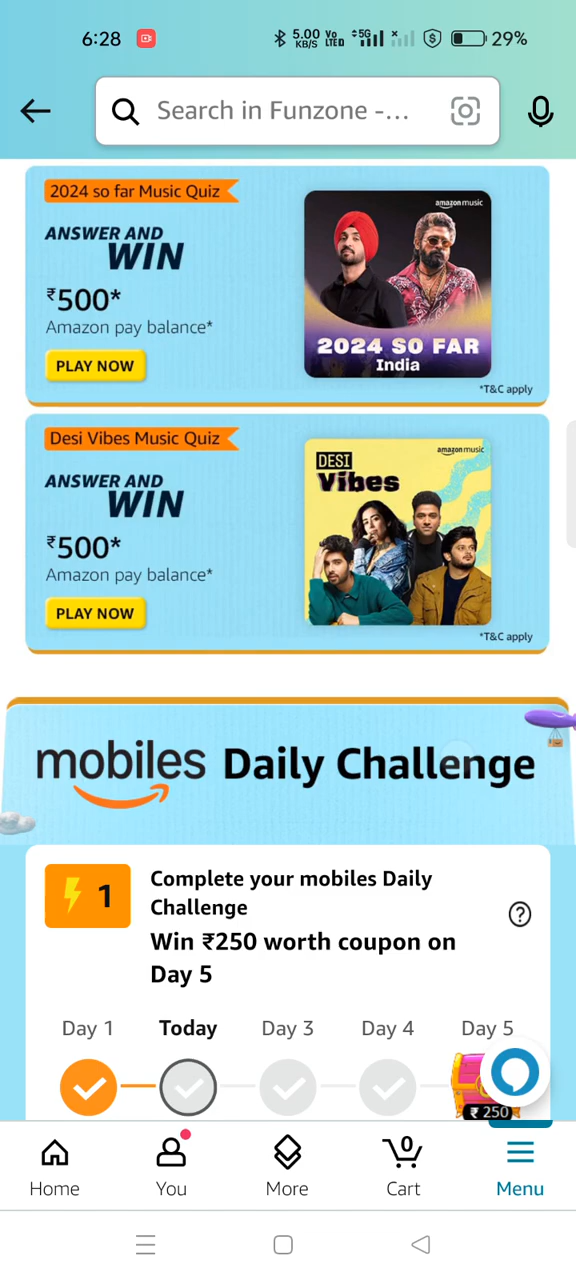 6:28
5.00 KB/S
Vo LTE D
5G
29%
Search in Funzone -...
2024 so far Music Quiz
ANSWER AND
WIN
₹500*
Amazon pay balance*
PLAY NOW
amazon music
2024 SO FAR
India
*T&C apply
Desi Vibes Music Quiz
ANSWER AND
WIN
₹500*
Amazon pay balance*
PLAY NOW
amazon music
DESI
Vibes
*T&C apply
mobiles Daily Challenge
1
Complete your mobiles Daily
Challenge
Win ₹250 worth coupon on
Day 5
Day 1
Today
Day 3
Day 4
Day 5
₹ 250
Home
You
More
0
Cart
Menu